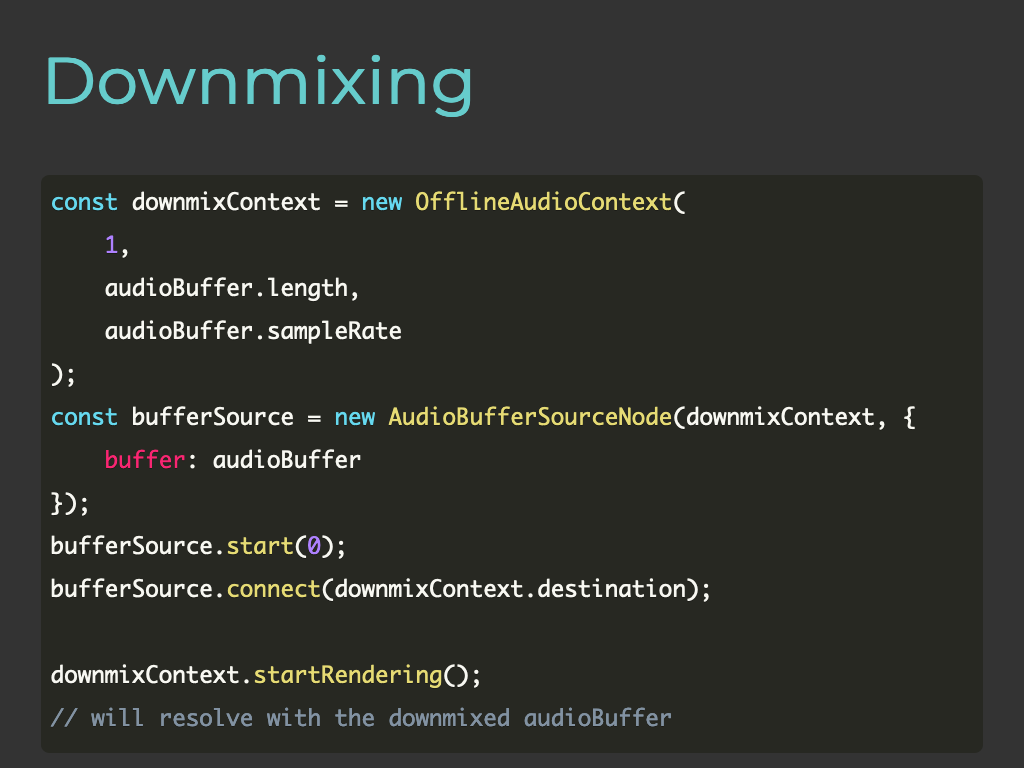 Downmixing
const downmixContext = new OfflineAudioContext(
    1,
    audioBuffer.length,
    audioBuffer.sampleRate
);
const bufferSource = new AudioBufferSourceNode(downmixContext, {
    buffer: audioBuffer
});
bufferSource.start(0);
bufferSource.connect(downmixContext.destination);

downmixContext.startRendering();
// will resolve with the downmixed audioBuffer